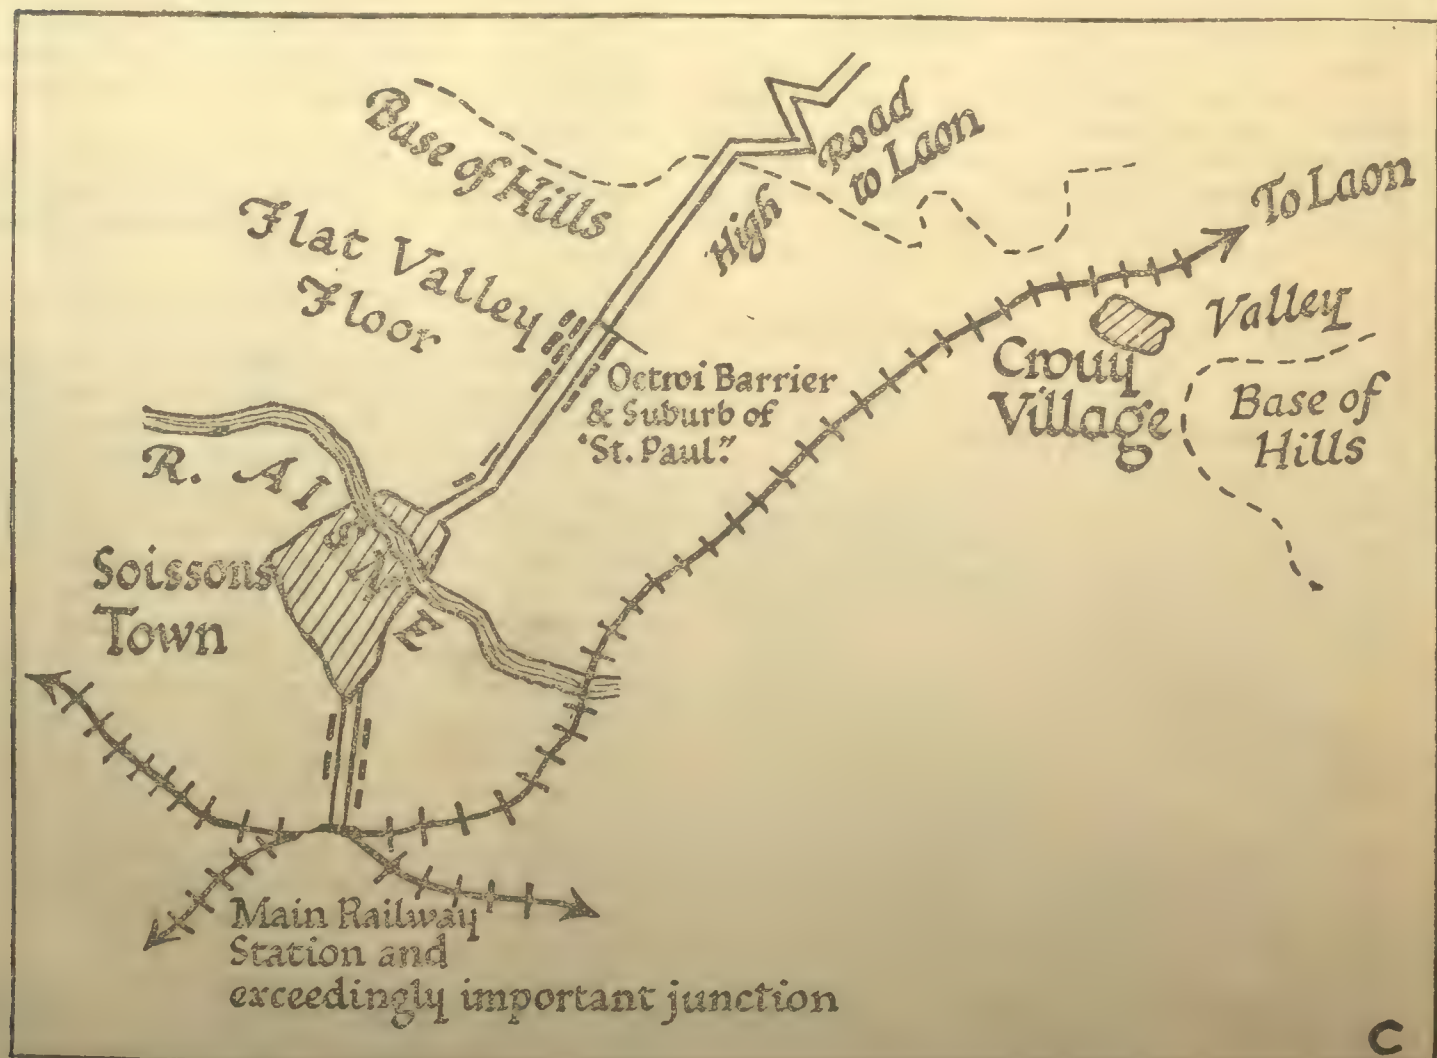 Base of Hills
Road
to Laon
High
To Laon
Flat Valley
Floor
Valley
Octroi Barrier
& Suburb of
"St. Paul".
Crouy
Village
Base of
Hills
R. AISNE
Soissons
Town
Main Railway
Station and
exceedingly important junction
C